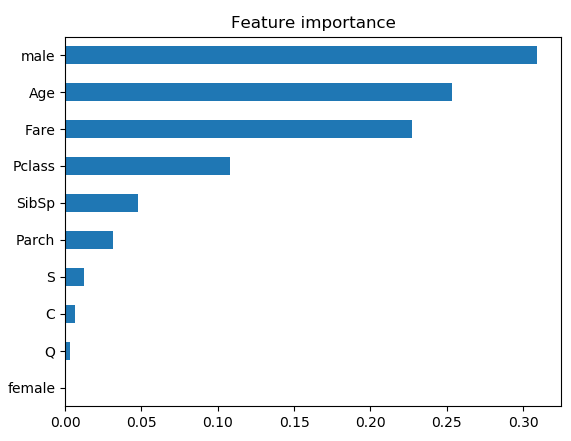 Feature importance
male
Age
Fare
Pclass
SibSp
Parch
S
C
Q
female
0.00 0.05 0.10 0.15 0.20 0.25 0.30